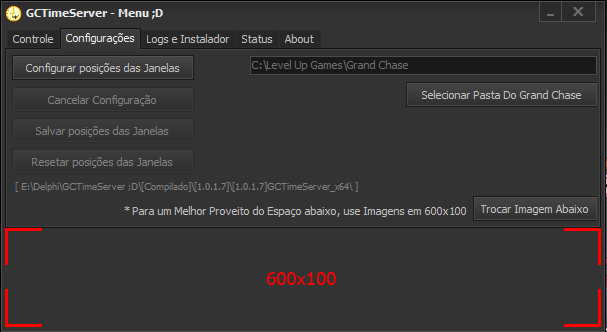 GCTimeServer - Menu ;D
Controle Configurações Logs e Instalador Status About
Configurar posições das Janelas
C:\Level Up Games\Grand Chase
Cancelar Configuração
Selecionar Pasta Do Grand Chase
Salvar posições das Janelas
Resetar posições das Janelas
[ E:\Delphi\GCTimeServer ;D\[Compilado]\[1.0.1.7]\[1.0.1.7]GCTimeServer_x64\ ]
* Para um Melhor Proveito do Espaço abaixo, use Imagens em 600x100
Trocar Imagem Abaixo
600x100